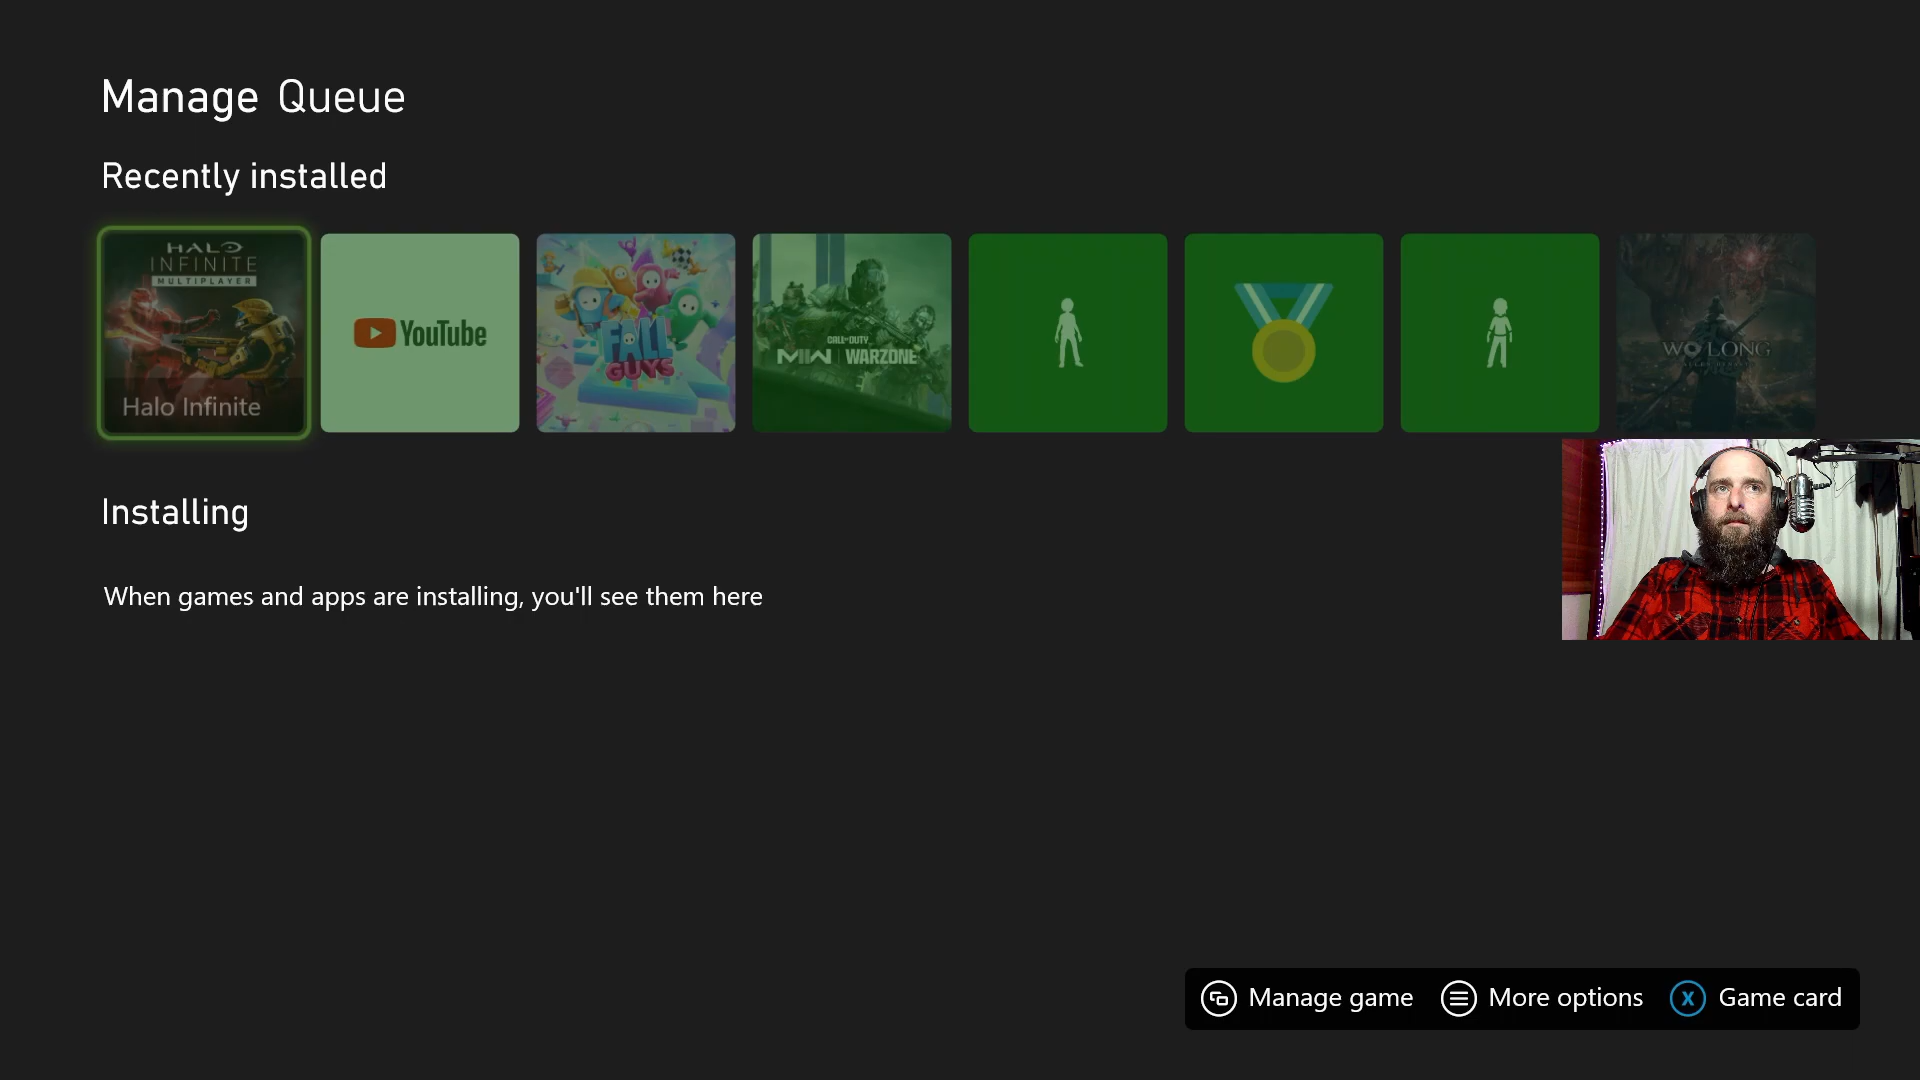 Manage Queue
Recently installed
HALO
INFINITE
MULTIPLAYER
Halo Infinite
YouTube
FALL
GUYS
CALL OF DUTY
MW WARZONE
WO LONG
Installing
When games and apps are installing, you'll see them here
Manage game
More options
X Game card